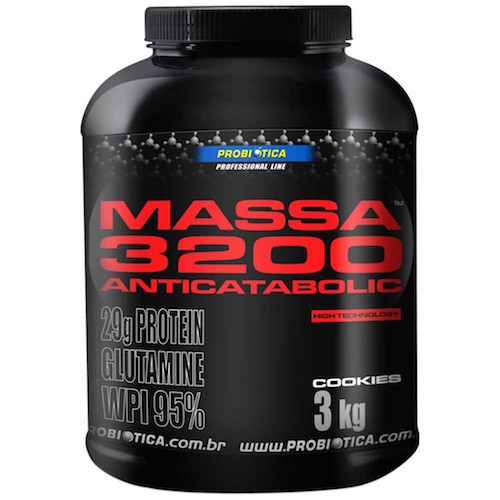 PROBIOTICA
PROFESSIONAL LINE
MASSA™
3200
ANTICATABOLIC
HIGH TECHNOLOGY
29g PROTEIN
GLUTAMINE
WPI 95%
COOKIES
3 kg
PROBIOTICA.com.br
www.PROBIOTICA.com.